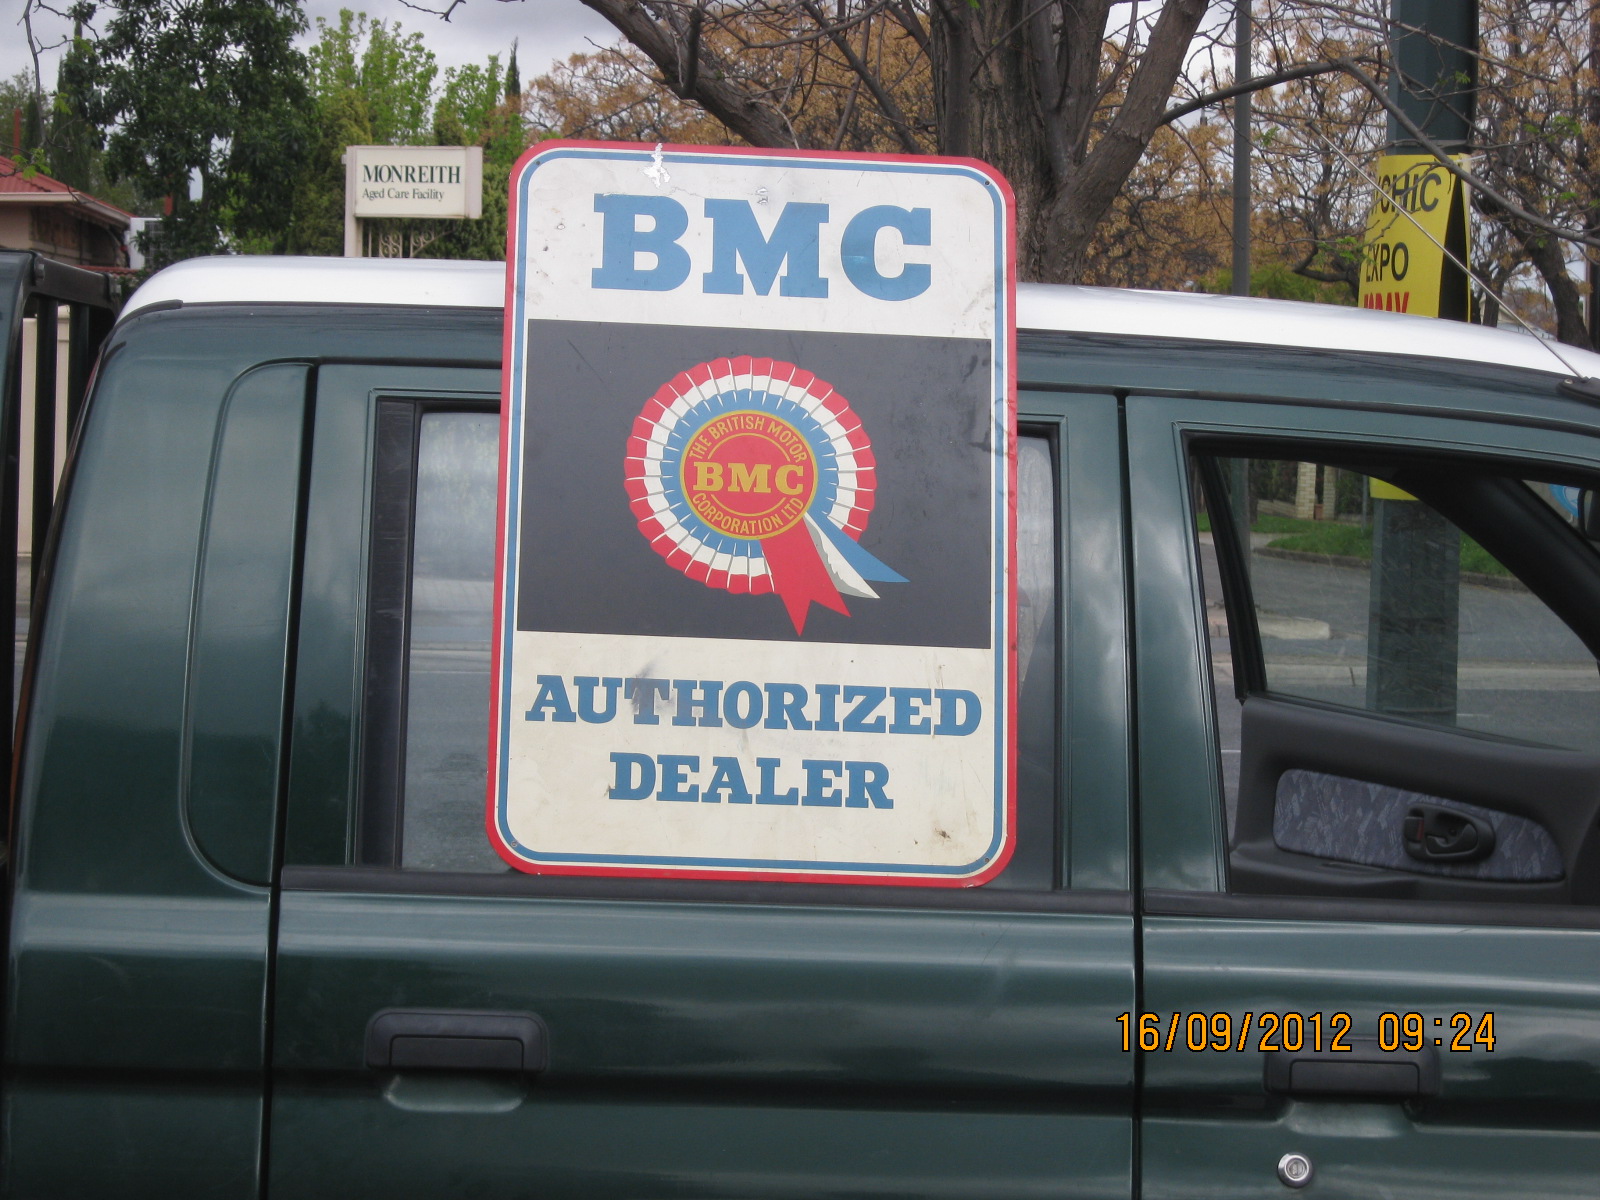 MONREITH
Aged Care Facility
BMC
THE BRITISH MOTOR
BMC
CORPORATION LTD
AUTHORIZED
DEALER
EXPO
16/09/2012 09:24